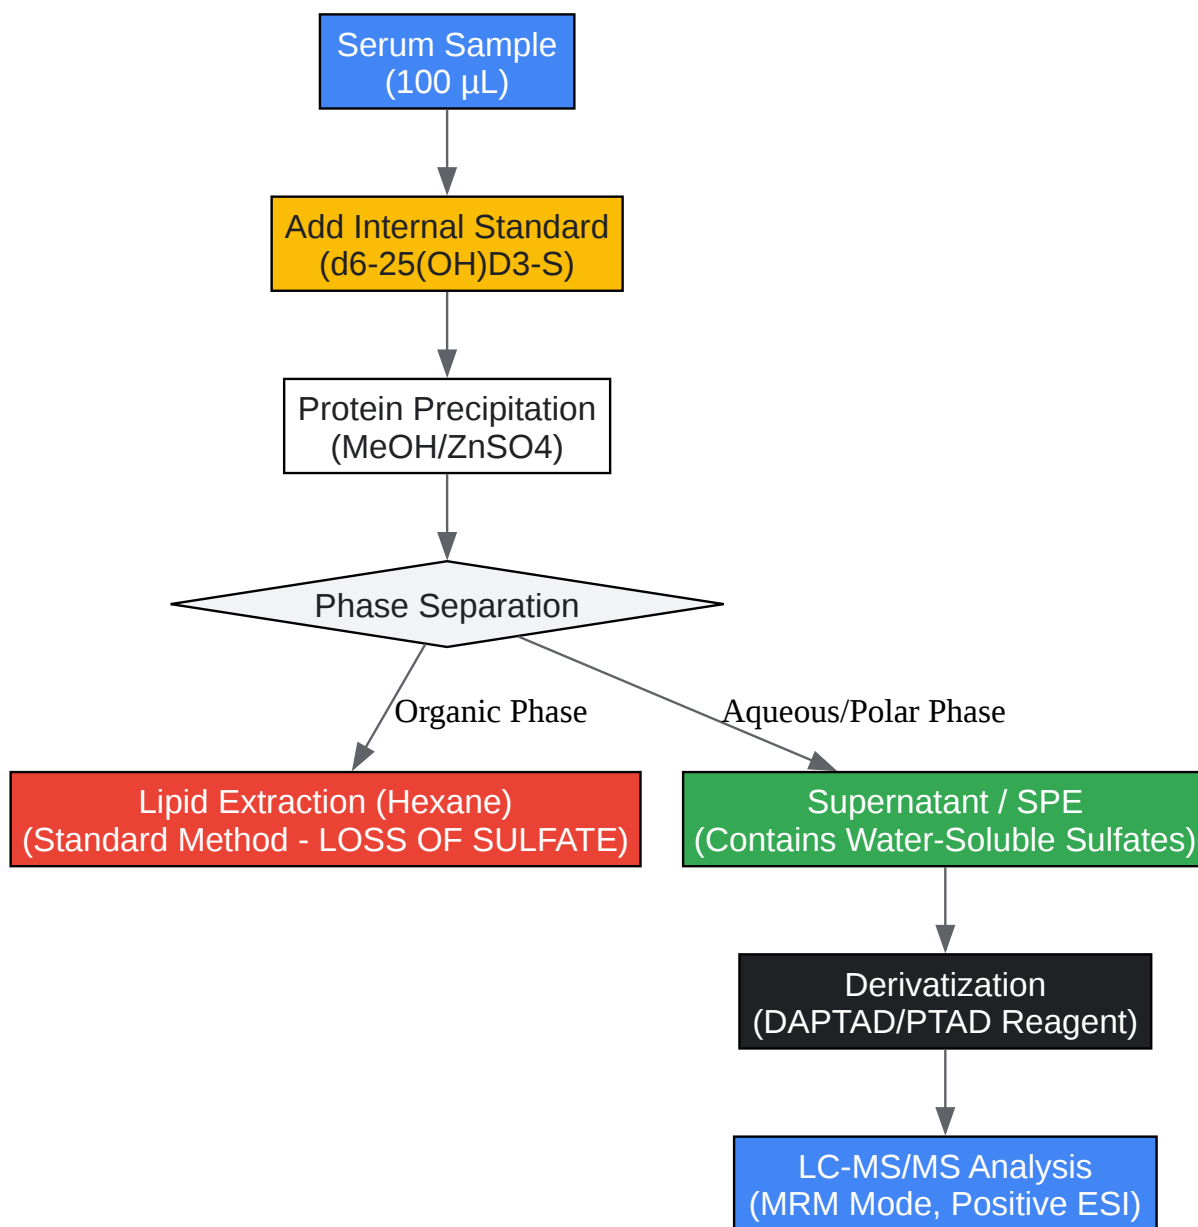 Serum Sample
(100 µL)
Add Internal Standard
(d6-25(OH)D3-S)
Protein Precipitation
(MeOH/ZnSO4)
Phase Separation
Organic Phase
Aqueous/Polar Phase
Lipid Extraction (Hexane)
(Standard Method - LOSS OF SULFATE)
Supernatant / SPE
(Contains Water-Soluble Sulfates)
Derivatization
(DAPTAD/PTAD Reagent)
LC-MS/MS Analysis
(MRM Mode, Positive ESI)